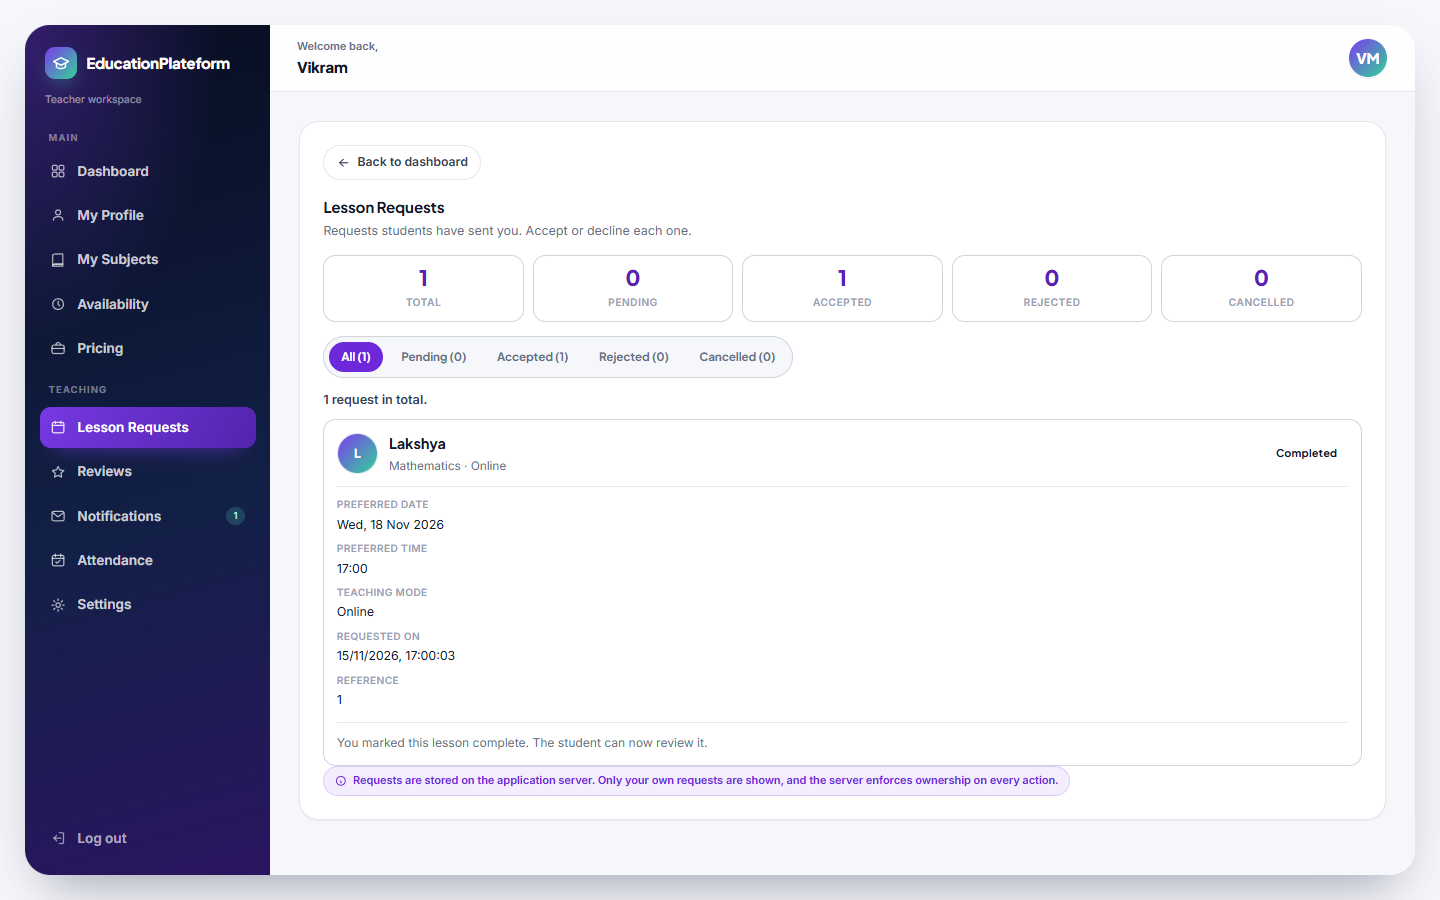 EducationPlateform
Teacher workspace
MAIN
Dashboard
My Profile
My Subjects
Availability
Pricing
TEACHING
Lesson Requests
Reviews
Notifications 1
Attendance
Settings
Log out
Welcome back,
Vikram
VM
Back to dashboard
Lesson Requests
Requests students have sent you. Accept or decline each one.
1
TOTAL
0
PENDING
1
ACCEPTED
0
REJECTED
0
CANCELLED
All (1) Pending (0) Accepted (1) Rejected (0) Cancelled (0)
1 request in total.
L
Lakshya
Mathematics · Online
Completed
PREFERRED DATE
Wed, 18 Nov 2026
PREFERRED TIME
17:00
TEACHING MODE
Online
REQUESTED ON
15/11/2026, 17:00:03
REFERENCE
1
You marked this lesson complete. The student can now review it.
Requests are stored on the application server. Only your own requests are shown, and the server enforces ownership on every action.